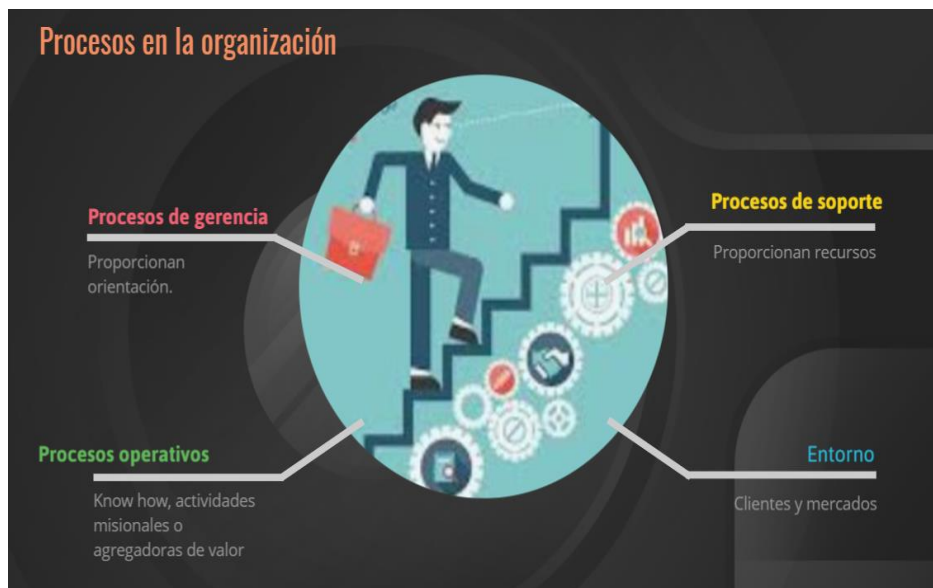 Procesos en la organización
Procesos de gerencia
Proporcionan
orientación.
Procesos de soporte
Proporcionan recursos
Procesos operativos
Know how, actividades
misionales o
agregadoras de valor
Entorno
Clientes y mercados